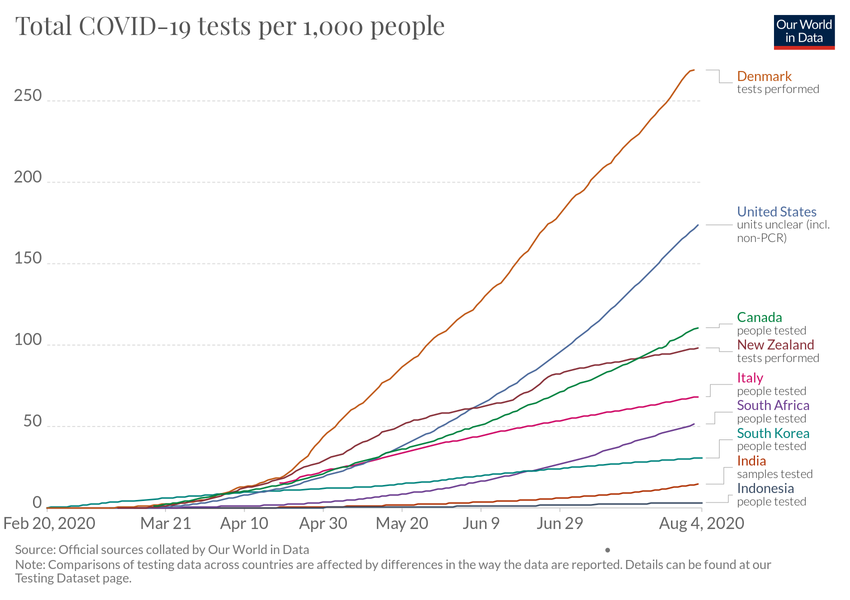 Total COVID-19 tests per 1,000 people
Our World
in Data
250
200
150
100
50
0
Feb 20, 2020
Mar 21
Apr 10
Apr 30
May 20
Jun 9
Jun 29
Aug 4, 2020
Denmark
tests performed
United States
units unclear (incl.
non-PCR)
Canada
people tested
New Zealand
tests performed
Italy
people tested
South Africa
people tested
South Korea
people tested
India
samples tested
Indonesia
people tested
Source: Official sources collated by Our World in Data
Note: Comparisons of testing data across countries are affected by differences in the way the data are reported. Details can be found at our
Testing Dataset page.